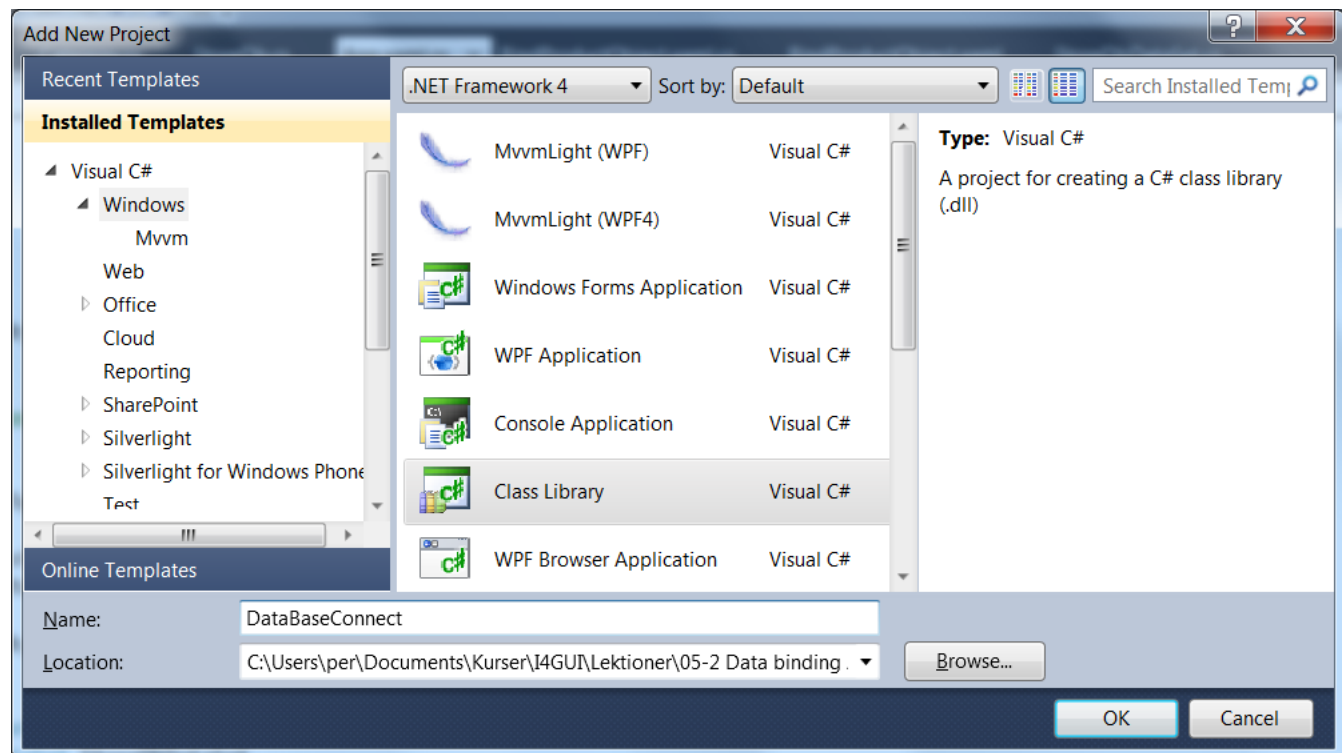 Add New Project
Recent Templates
.NET Framework 4 Sort by: Default Search Installed Tem
Installed Templates
Visual C#
Windows
Mvvm
Web
Office
Cloud
Reporting
SharePoint
Silverlight
Silverlight for Windows Phone
Test
Online Templates
MvvmLight (WPF) Visual C#
MvvmLight (WPF4) Visual C#
Windows Forms Application Visual C#
WPF Application Visual C#
Console Application Visual C#
Class Library Visual C#
WPF Browser Application Visual C#
Type: Visual C#
A project for creating a C# class library
(.dll)
Name: DataBaseConnect
Location: C:\Users\per\Documents\Kurser\I4GUI\Lektioner\05-2 Data binding . Browse...
OK Cancel